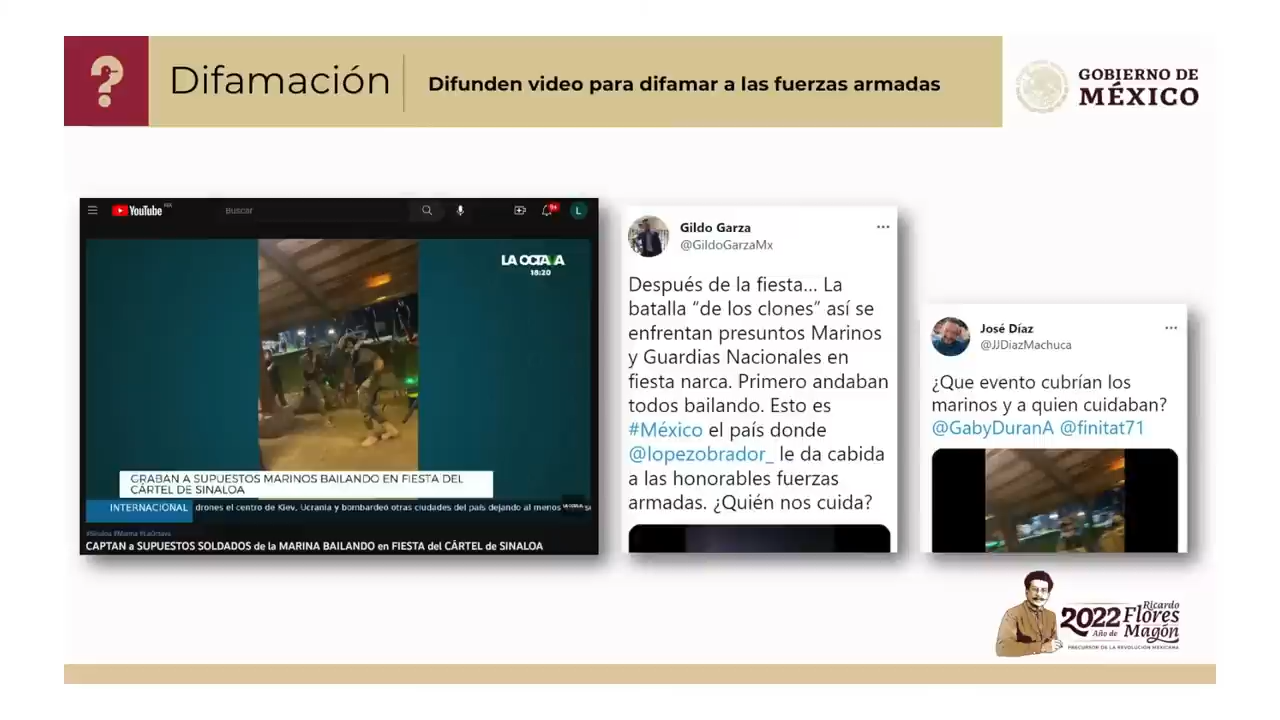 ?
Difamación
Difunden video para difamar a las fuerzas armadas
GOBIERNO DE
MÉXICO
YouTube MX
Buscar
9+
L
LA OCTAVA
18:20
GRABAN A SUPUESTOS MARINOS BAILANDO EN FIESTA DEL
CÁRTEL DE SINALOA
INTERNACIONAL
drones el centro de Kiev, Ucrania y bombardeó otras ciudades del país dejando al menos
#Sinaloa #Marina #LaOctava
CAPTAN a SUPUESTOS SOLDADOS de la MARINA BAILANDO en FIESTA del CÁRTEL de SINALOA
Gildo Garza
@GildoGarzaMx
Después de la fiesta... La
batalla “de los clones” así se
enfrentan presuntos Marinos
y Guardias Nacionales en
fiesta narca. Primero andaban
todos bailando. Esto es
#México el país donde
@lopezobrador_ le da cabida
a las honorables fuerzas
armadas. ¿Quién nos cuida?
José Díaz
@JJDiazMachuca
¿Que evento cubrían los
marinos y a quien cuidaban?
@GabyDuranA @finitat71
2022 Ricardo
Flores
Año de Magón
PRECURSOR DE LA REVOLUCIÓN MEXICANA